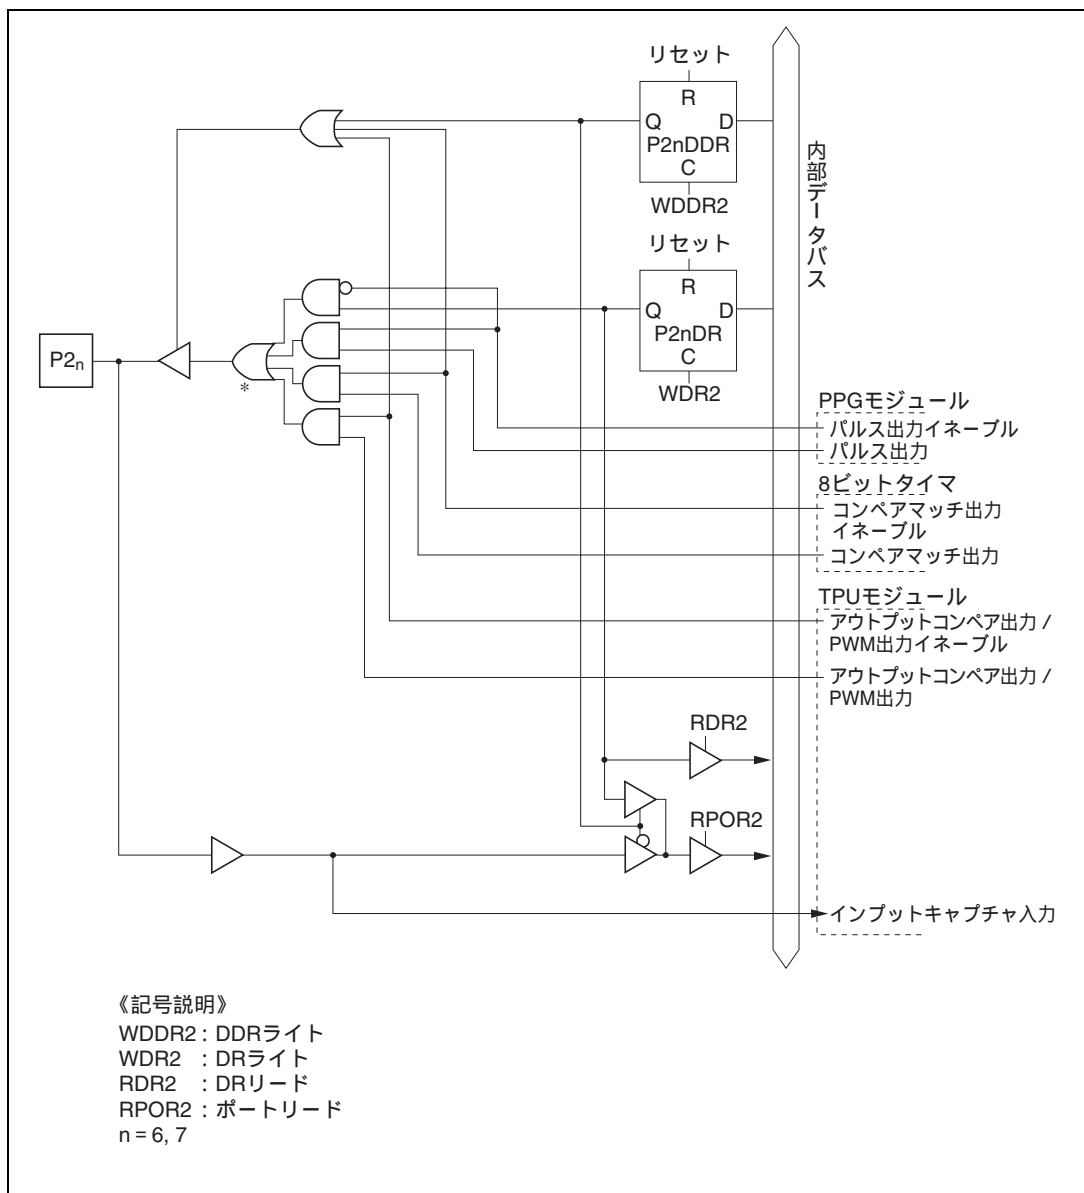 リセット
R
Q D
P2nDDR
C
WDDR2
内部データバス
リセット
R
Q D
P2nDR
C
WDR2
P2n
*
PPGモジュール
パルス出力イネーブル
パルス出力
8ビットタイマ
コンペアマッチ出力
イネーブル
コンペアマッチ出力
TPUモジュール
アウトプットコンペア出力 /
PWM出力イネーブル
アウトプットコンペア出力 /
PWM出力
RDR2
RPOR2
インプットキャプチャ入力
《記号説明》
WDDR2 : DDRライト
WDR2 : DRライト
RDR2 : DRリード
RPOR2 : ポートリード
n = 6, 7